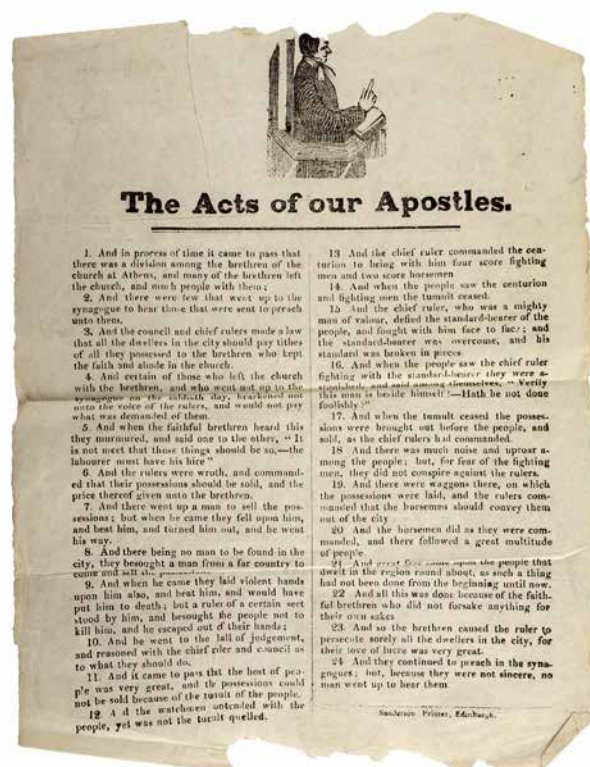 The Acts of our Apostles.
1. And in process of time it came to pass that
there was a division among the brethren of the
church at Athens, and many of the brethren left
the church, and much people with them;
2. And there were few that went up to the
synagogue to hear those that were sent to preach
unto them.
3. And the council and chief rulers made a law
that all the dwellers in the city should pay tithes
of all they possessed to the brethren who kept
the faith and abode in the church.
4. And certain of those who left the church
with the brethren, and who went not up to the
synagogue on the sabbath day, hearkened not
unto the voice of the rulers, and would not pay
what was demanded of them.
5. And when the faithful brethren heard this
they murmured, and said one to the other, “ It
is not meet that those things should be so,—the
labourer must have his hire ”
6. And the rulers were wroth, and command-
ed that their possessions should be sold, and the
price thereof given unto the brethren.
7. And there went up a man to sell the pos-
sessions; but when he came they fell upon him,
and beat him, and turned him out, and he went
his way.
8. And there being no man to be found in the
city, they besought a man from a far country to
come and sell the
9. And when he came they laid violent hands
upon him also, and beat him, and would have
put him to death; but a ruler of a certain sect
stood by him, and besought the people not to
kill him, and he escaped out of their hands;
10. And he went to the hall of judgement,
and reasoned with the chief ruler and council as
to what they should do.
11. And it came to pass that the host of peo-
ple was very great, and the possessions could
not be sold because of the tumult of the people.
12 And the watchmen contended with the
people, yet was not the tumult quelled.
13 And the chief ruler commanded the cen-
turion to bring with him four score fighting
men and two score horsemen
14. And when the people saw the centurion
and fighting men the tumult ceased.
15 And the chief ruler, who was a mighty
man of valour, defied the standard-bearer of the
people, and fought with him face to face; and
the standard-bearer was overcome, and his
standard was broken in pieces
16. And when the people saw the chief ruler
fighting with the standard-bearer they were a-
stonished, and said among themselves, “ Verily
this man is beside himself!—Hath he not done
foolishly ?”
17. And when the tumult ceased the posses-
sions were brought out before the people, and
sold, as the chief rulers had commanded.
18 And there was much noise and uproar a-
mong the people; but, for fear of the fighting
men, they did not conspire against the rulers.
19. And there were waggons there, on which
the possessions were laid, and the rulers com-
manded that the horsemen should convey them
out of the city
20 And the horsemen did as they were com-
manded, and there followed a great multitude
of people
21 And great fear came upon the people that
dwelt in the region round about, as such a thing
had not been done from the beginning until now.
22 And all this was done because of the faith-
ful brethren who did not forsake anything for
their own sakes
23. And so the brethren caused the ruler to
persecute sorely all the dwellers in the city, for
their love of lucre was very great.
24 And they continued to preach in the syna-
gogues; but, because they were not sincere, no
man went up to hear them
Sanderson Printer, Edinburgh.